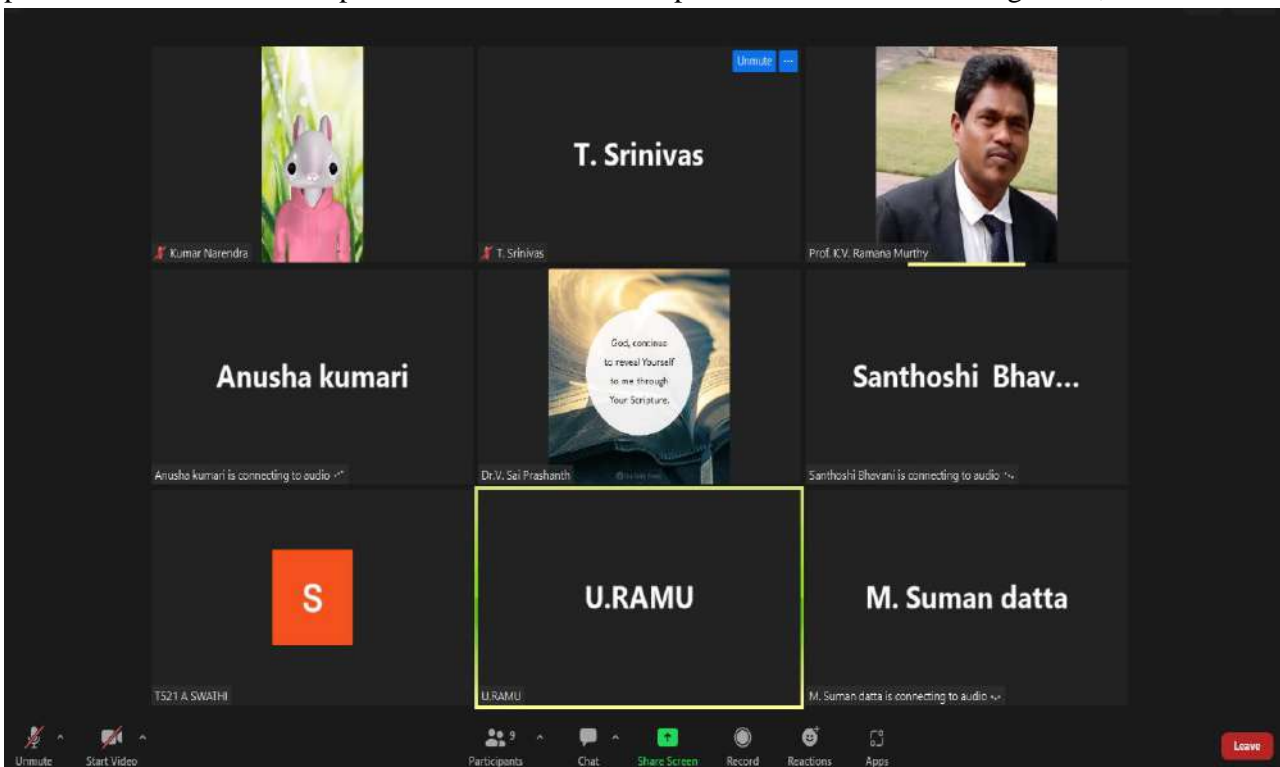 Unmute ...
T. Srinivas
Kumar Narendra
T. Srinivas
Prof. K.V. Ramana Murthy
Anusha kumari
God, continue
to reveal Yourself
to me through
Your Scripture.
Santhoshi Bhav...
Anusha kumari is connecting to audio
Dr.V. Sai Prashanth
Santhoshi Bhavani is connecting to audio
S
U.RAMU
M. Suman datta
T521 A SWATHI
U.RAMU
M. Suman datta is connecting to audio
9
Unmute
Start Video
Participants
Chat
Share Screen
Record
Reactions
Apps
Leave